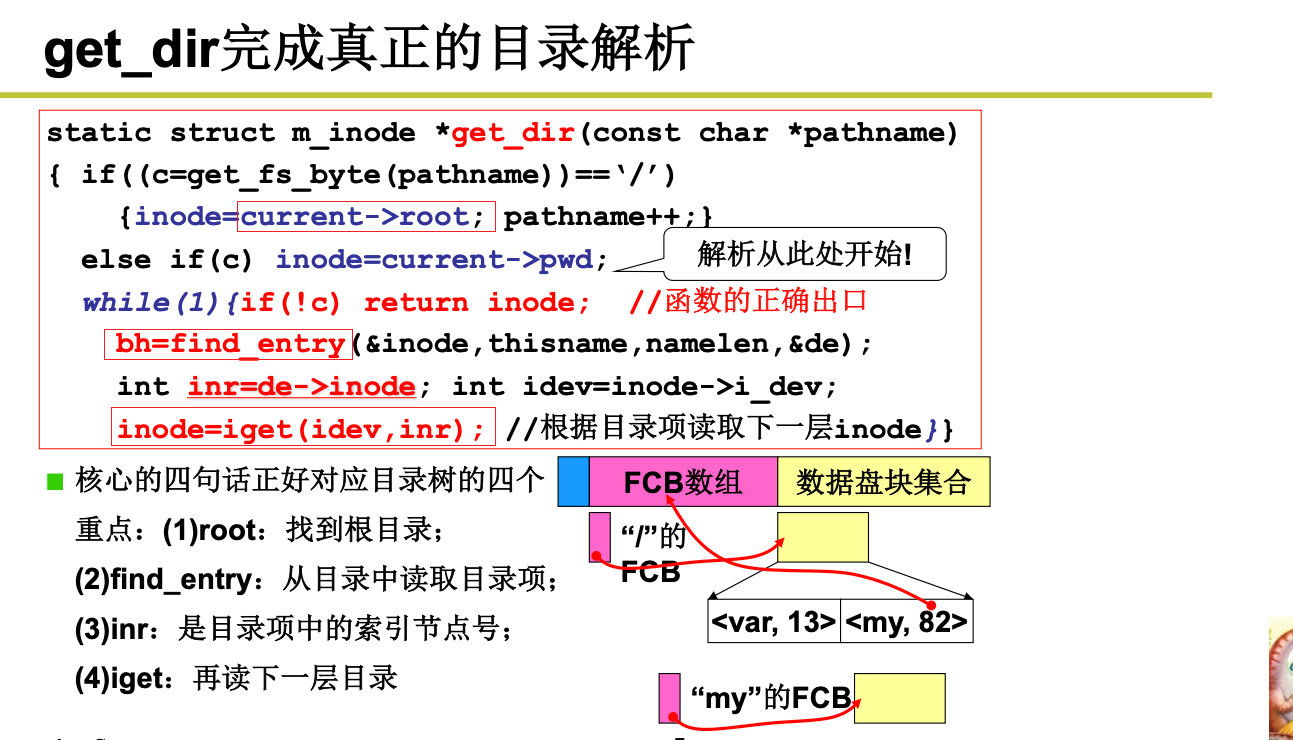 get_dir完成真正的目录解析
static struct m_inode *get_dir(const char *pathname)
{ if((c=get_fs_byte(pathname))==‘/’)
{inode=current->root; pathname++;}
else if(c) inode=current->pwd;
解析从此处开始!
while(1){if(!c) return inode; //函数的正确出口
bh=find_entry(&inode,thisname,namelen,&de);
int inr=de->inode; int idev=inode->i_dev;
inode=iget(idev,inr); //根据目录项读取下一层inode}}
核心的四句话正好对应目录树的四个
重点：(1)root：找到根目录；
(2)find_entry：从目录中读取目录项；
(3)inr：是目录项中的索引节点号；
(4)iget：再读下一层目录
FCB数组
数据盘块集合
“/”的
FCB
<var, 13>
<my, 82>
“my”的FCB